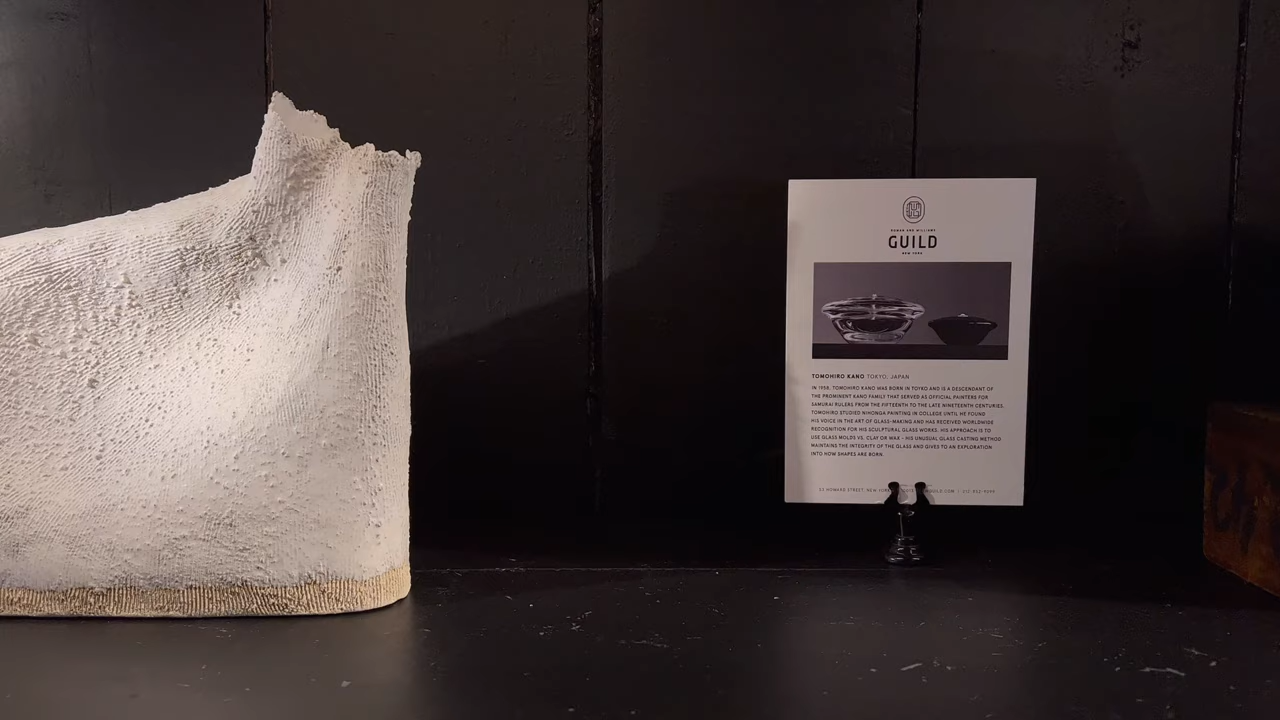 ROMAN AND WILLIAMS
GUILD
NEW YORK
TOMOHIRO KANO TOKYO, JAPAN
IN 1958, TOMOHIRO KANO WAS BORN IN TOYKO AND IS A DESCENDANT OF
THE PROMINENT KANO FAMILY THAT SERVED AS OFFICIAL PAINTERS FOR
SAMURAI RULERS FROM THE FIFTEENTH TO THE LATE NINETEENTH CENTURIES.
TOMOHIRO STUDIED NIHONGA PAINTING IN COLLEGE UNTIL HE FOUND
HIS VOICE IN THE ART OF GLASS-MAKING AND HAS RECEIVED WORLDWIDE
RECOGNITION FOR HIS SCULPTURAL GLASS WORKS. HIS APPROACH IS TO
USE GLASS MOLDS VS. CLAY OR WAX - HIS UNUSUAL GLASS CASTING METHOD
MAINTAINS THE INTEGRITY OF THE GLASS AND GIVES TO AN EXPLORATION
INTO HOW SHAPES ARE BORN.
53 HOWARD STREET, NEW YORK